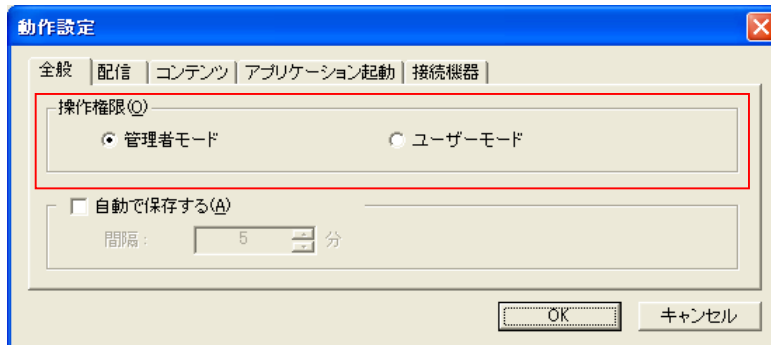 動作設定
全般 配信 コンテンツ アプリケーション起動 接続機器
操作権限(O)
管理者モード ユーザーモード
自動で保存する(A)
間隔: 5 分
OK キャンセル